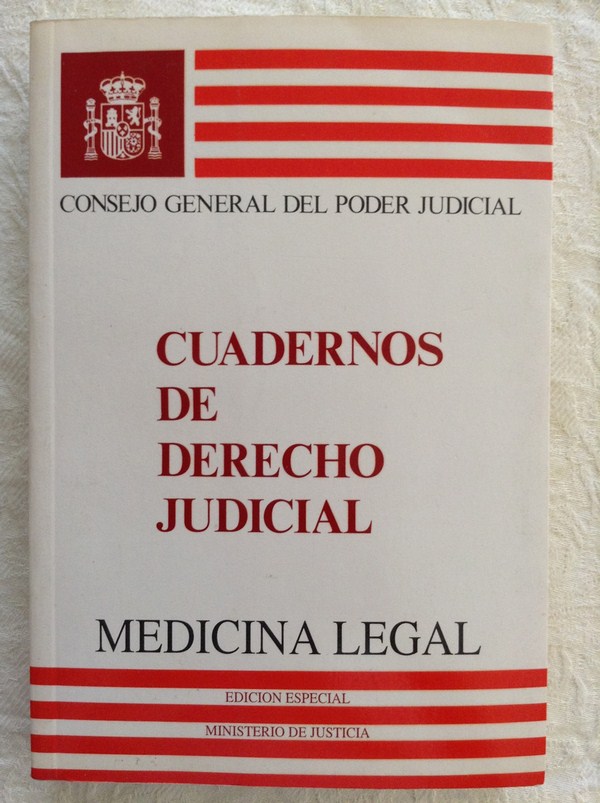 CONSEJO GENERAL DEL PODER JUDICIAL
CUADERNOS
DE
DERECHO
JUDICIAL
MEDICINA LEGAL
EDICION ESPECIAL
MINISTERIO DE JUSTICIA